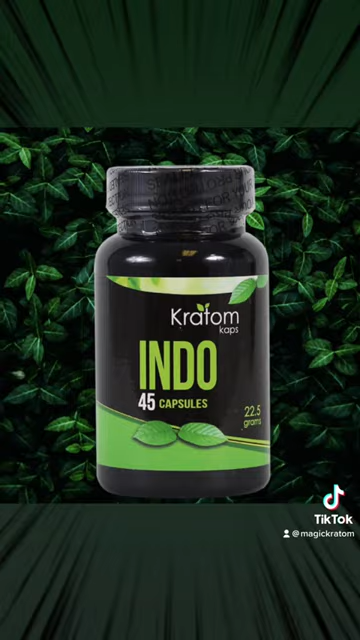 Kratom
kaps
INDO
45 CAPSULES
22.5
grams
TikTok
@magickratom